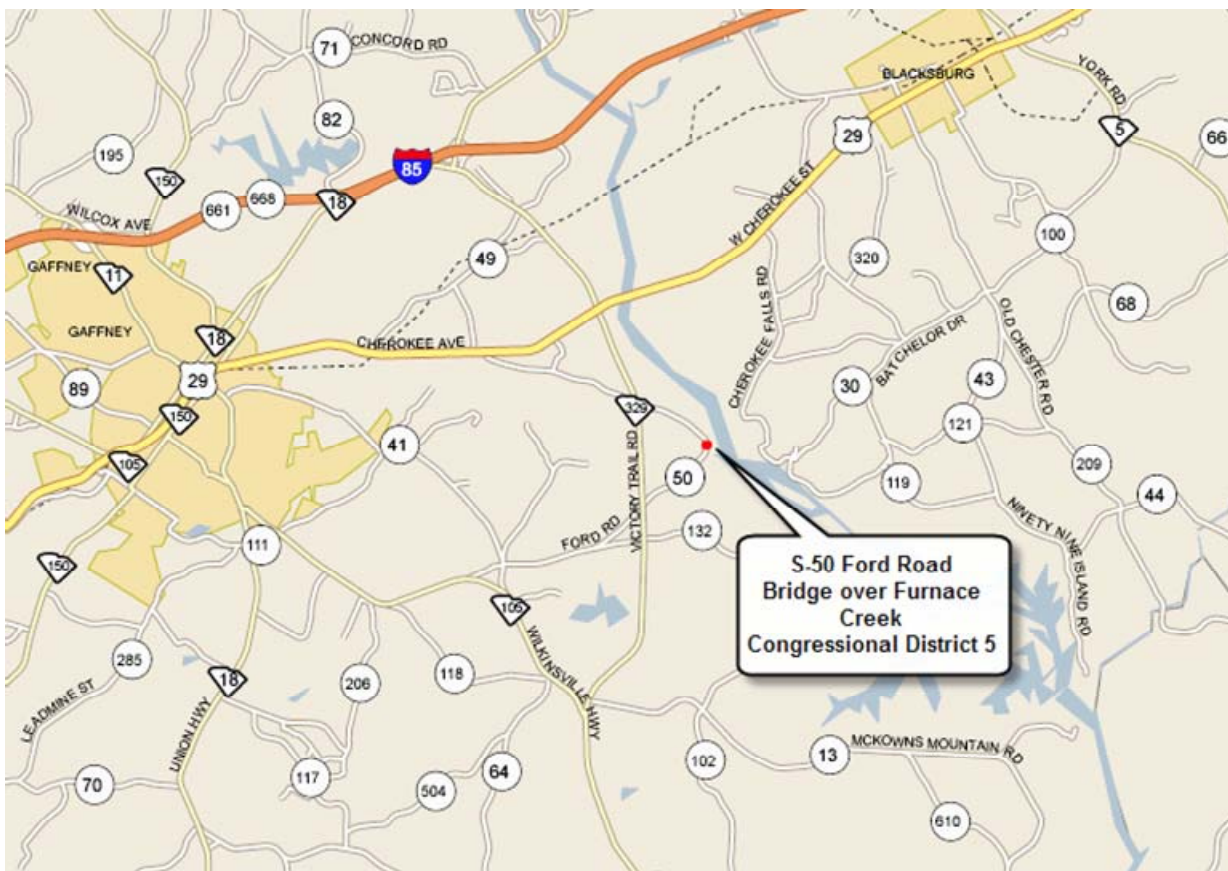 71
CONCORD RD
BLACKSBURG
YORK RD
82
5
66
29
195
85
150
668
18
661
WILCOX AVE
W CHEROKEE ST
100
49
320
GAFFNEY
11
CHEROKEE FALLS RD
68
GAFFNEY
18
CHEROKEE AVE
BATCHELOR DR
OLD CHESTER RD
29
89
30
43
150
329
121
41
VICTORY TRAIL RD
105
50
209
119
44
FORD RD
132
NINETY NINE ISLAND RD
111
150
S-50 Ford Road
Bridge over Furnace
Creek
Congressional District 5
105
WILKINSVILLE HWY
285
118
18
206
LEADMINE ST
UNION HWY
MCKOWNS MOUNTAIN RD
13
102
64
117
70
504
610